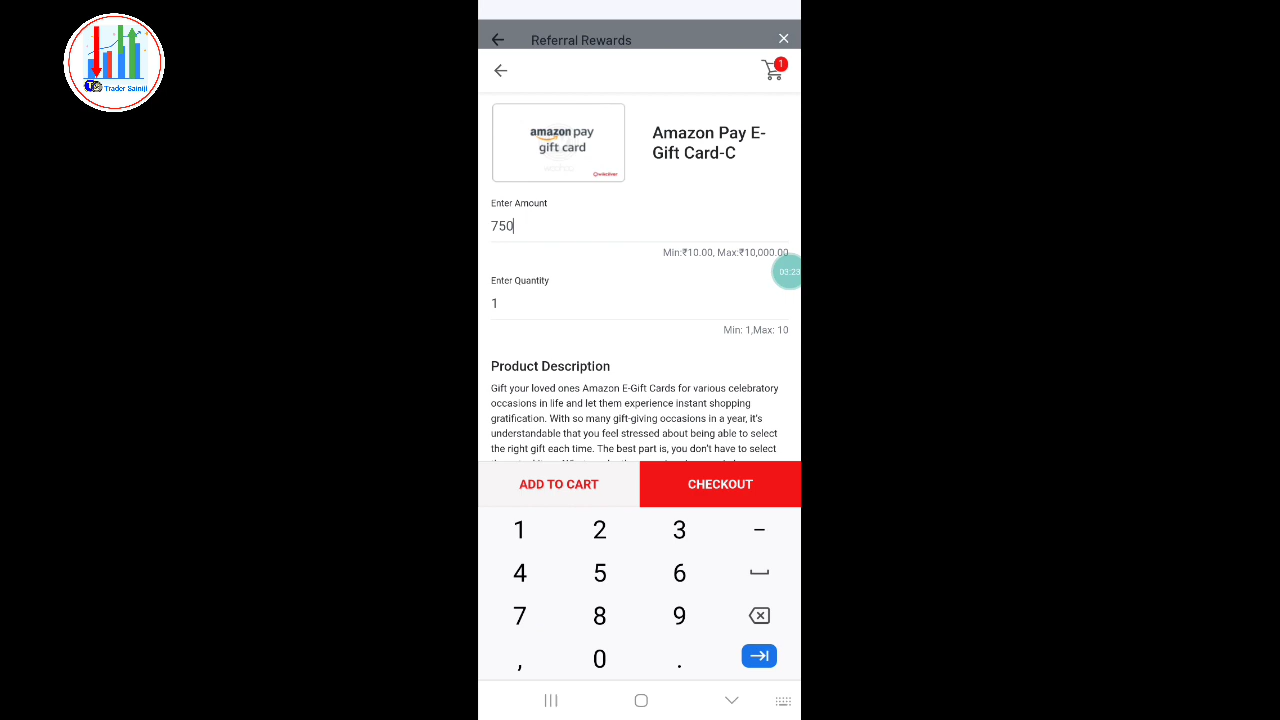 Trader Sainiji
Referral Rewards
1
amazon pay
gift card
Amazon Pay E-
Gift Card-C
Enter Amount
750
Min:₹10.00, Max:₹10,000.00
03:23
Enter Quantity
1
Min: 1,Max: 10
Product Description
Gift your loved ones Amazon E-Gift Cards for various celebratory
occasions in life and let them experience instant shopping
gratification. With so many gift-giving occasions in a year, it's
understandable that you feel stressed about being able to select
the right gift each time. The best part is, you don't have to select
ADD TO CART
CHECKOUT
1 2 3 –
4 5 6
7 8 9
, 0 .